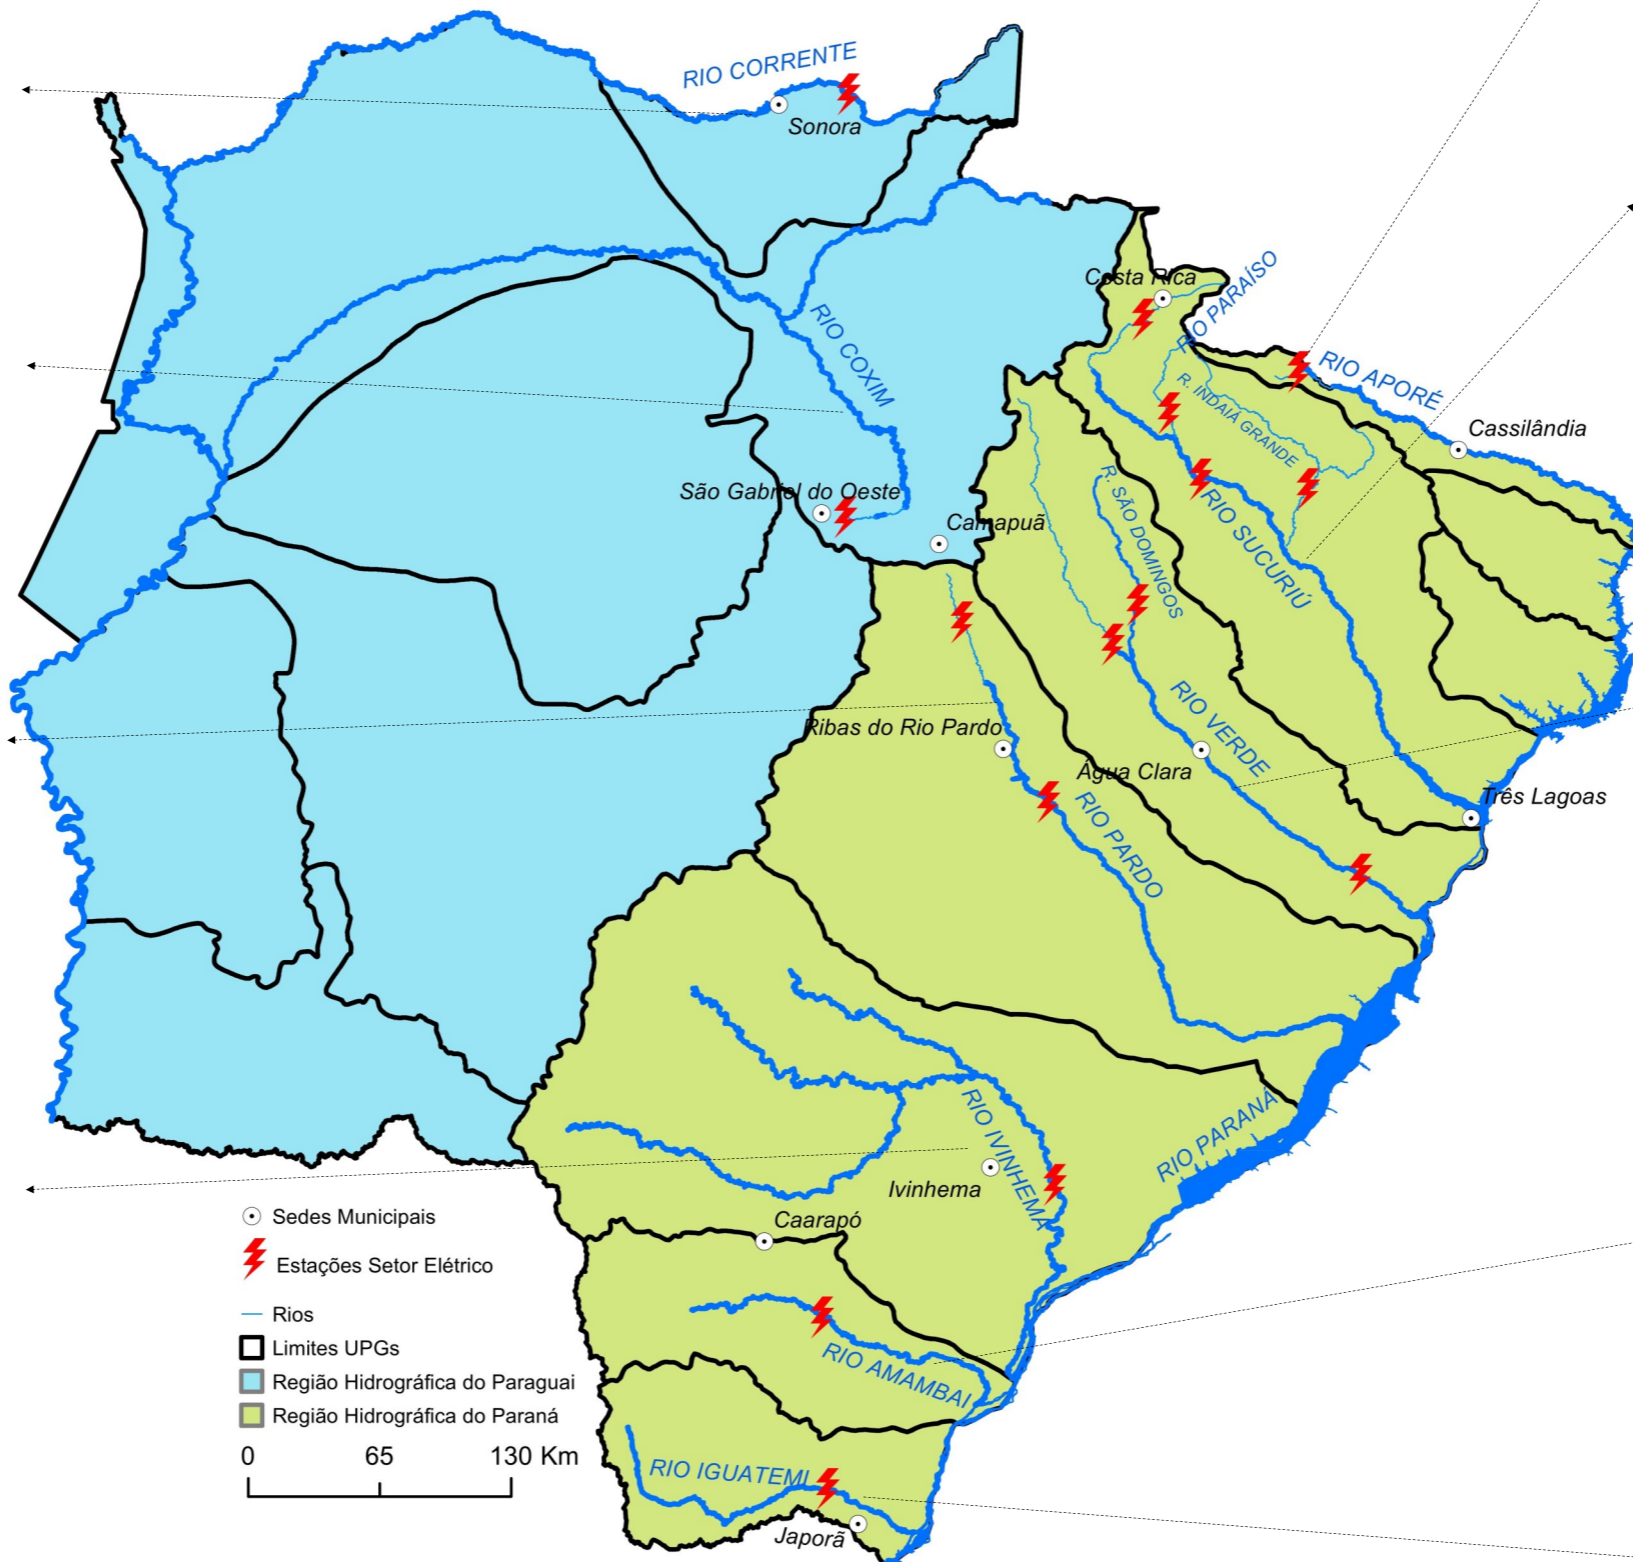 RIO CORRENTE
Sonora
Costa Rica
RIO PARAÍSO
RIO COXIM
RIO APORÉ
R. INDAIÁ GRANDE
Cassilândia
São Gabriel do Oeste
R. SÃO DOMINGOS
RIO SUCURIÚ
Camapuã
Ribas do Rio Pardo
RIO VERDE
Água Clara
Três Lagoas
RIO PARDO
RIO IVINHEMA
RIO PARANÁ
Ivinhema
Caarapó
Sedes Municipais
Estações Setor Elétrico
Rios
Limites UPGs
Região Hidrográfica do Paraguai
Região Hidrográfica do Paraná
0 65 130 Km
RIO AMAMBAI
RIO IGUATEMI
Japorã